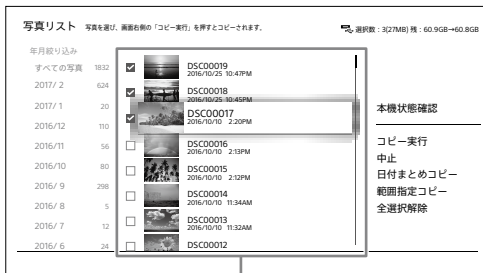 写真リスト 写真を選び、画面右側の「コピー実行」を押すとコピーされます。 選択数：3(27MB) 残：60.9GB→60.8GB
年月絞り込み
すべての写真 1832
2017/ 2 624
2017/ 1 20
2016/12 110
2016/11 56
2016/10 80
2016/ 9 298
2016/ 8 5
2016/ 7 12
2016/ 6 24
DSC00019
2016/10/25 10:47PM
DSC00018
2016/10/25 10:45PM
DSC00017
2016/10/10 2:20PM
DSC00016
2016/10/10 2:13PM
DSC00015
2016/10/10 2:12PM
DSC00014
2016/10/10 11:34AM
DSC00013
2016/10/10 11:32AM
DSC00012
本機状態確認
コピー実行
中止
日付まとめコピー
範囲指定コピー
全選択解除